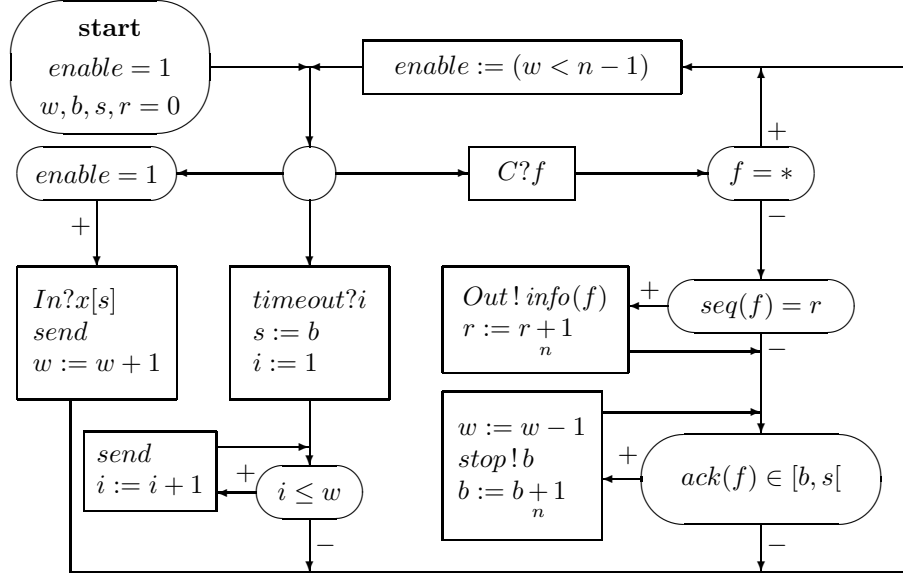 start
enable = 1
w, b, s, r = 0
enable := (w < n − 1)
+
enable = 1
C?f
f = ∗
+
−
In?x[s]
send
w := w + 1
timeout?i
s := b
i := 1
Out ! info(f)
r := r + 1
n
+
seq(f) = r
−
send
i := i + 1
+
i ≤ w
−
w := w − 1
stop ! b
b := b + 1
n
+
ack(f) ∈ [b, s[
−